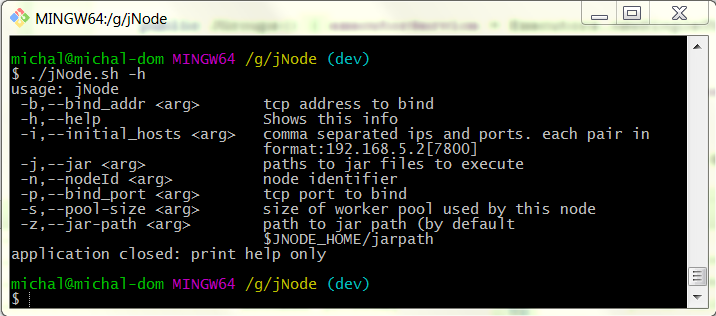 MINGW64:/g/jNode
michal@michal-dom MINGW64 /g/jNode (dev)
$ ./jNode.sh -h
usage: jNode
 -b,--bind_addr <arg>       tcp address to bind
 -h,--help                  Shows this info
 -i,--initial_hosts <arg>   comma separated ips and ports. each pair in
                            format:192.168.5.2[7800]
 -j,--jar <arg>             paths to jar files to execute
 -n,--nodeId <arg>          node identifier
 -p,--bind_port <arg>       tcp port to bind
 -s,--pool-size <arg>       size of worker pool used by this node
 -z,--jar-path <arg>        path to jar path (by default
                            $JNODE_HOME/jarpath
application closed: print help only
michal@michal-dom MINGW64 /g/jNode (dev)
$